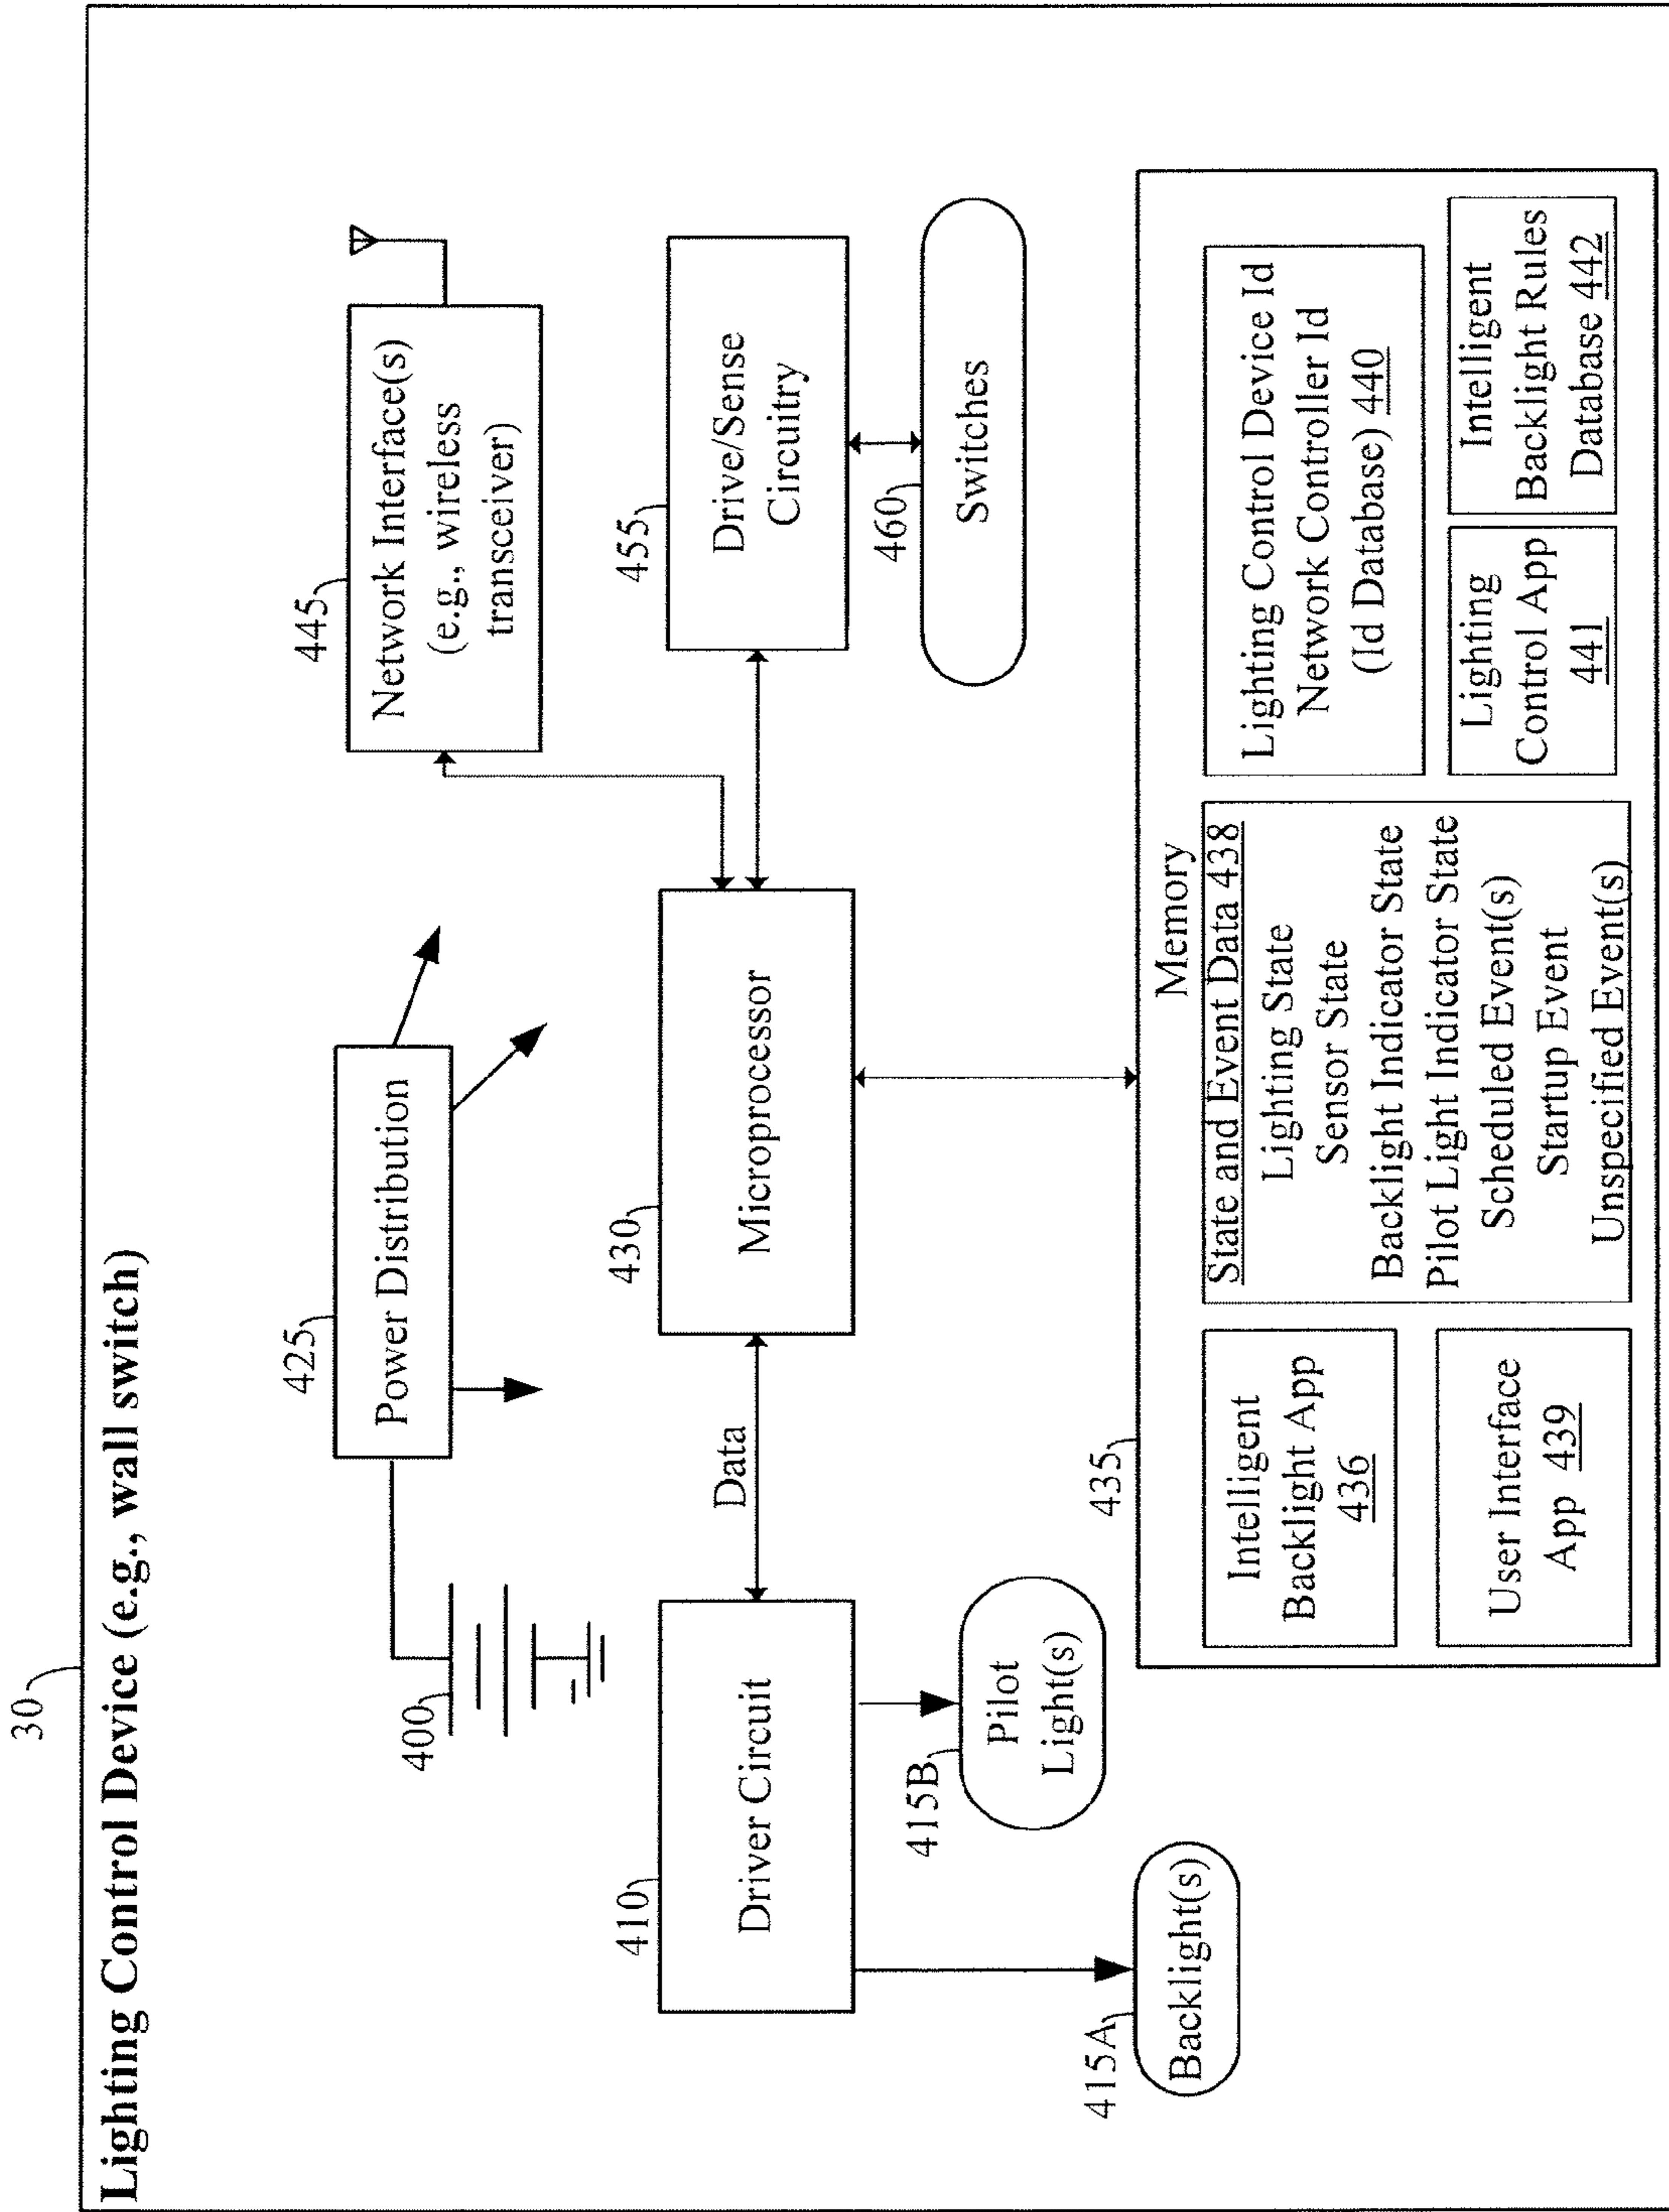 30
Lighting Control Device (e.g., wall switch)
400
425
Power Distribution
445
Network Interface(s)
(e.g., wireless
transceiver)
410
Driver Circuit
Data
430
Microprocessor
455
Drive/Sense
Circuitry
460
Switches
415A
Backlight(s)
415B
Pilot
Light(s)
435
Memory
Intelligent
Backlight App
436
User Interface
App 439
State and Event Data 438
Lighting State
Sensor State
Backlight Indicator State
Pilot Light Indicator State
Scheduled Event(s)
Startup Event
Unspecified Event(s)
Lighting Control Device Id
Network Controller Id
(Id Database) 440
Lighting
Control App
441
Intelligent
Backlight Rules
Database 442